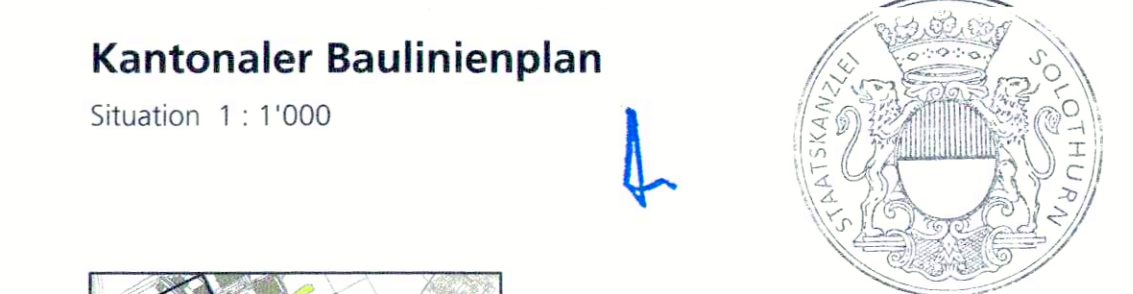 Kantonaler Baulinienplan
Situation 1 : 1'000
STAATSKANZLEI SOLOTHURN